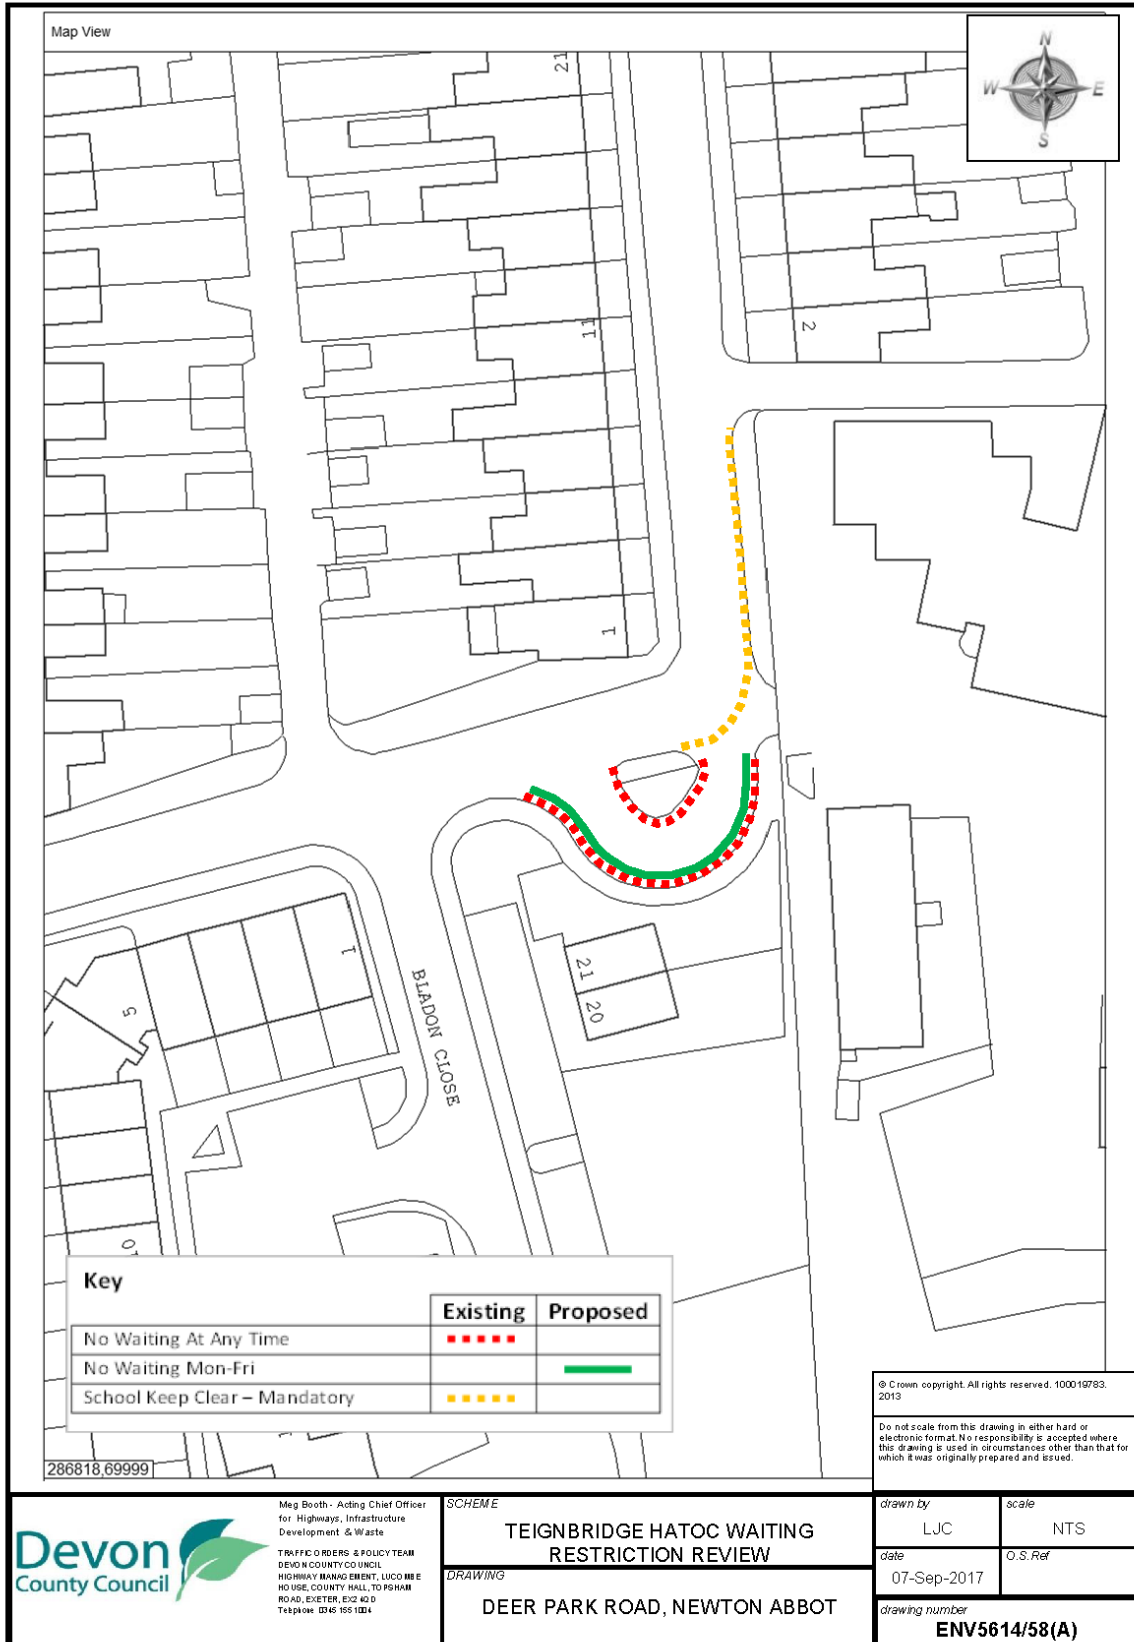 Map View
N
W E
S
21
11
2
1
1
21
20
5
BLADON CLOSE
10
Key
Existing Proposed
No Waiting At Any Time
No Waiting Mon-Fri
School Keep Clear – Mandatory
286818,69999
© Crown copyright. All rights reserved. 100019783.
2013
Do not scale from this drawing in either hard or
electronic format. No responsibility is accepted where
this drawing is used in circumstances other than that for
which it was originally prepared and issued.
Devon
County Council
Meg Booth - Acting Chief Officer
for Highways, Infrastructure
Development & Waste
TRAFFIC ORDERS & POLICY TEAM
DEVON COUNTY COUNCIL
HIGHWAY MANAGEMENT, LUCOMBE
HOUSE, COUNTY HALL, TOPSHAM
ROAD, EXETER, EX2 4QD
Telephone 0345 155 1004
SCHEME
TEIGNBRIDGE HATOC WAITING
RESTRICTION REVIEW
DRAWING
DEER PARK ROAD, NEWTON ABBOT
drawn by
LJC
scale
NTS
date
07-Sep-2017
O.S.Ref
drawing number
ENV5614/58(A)